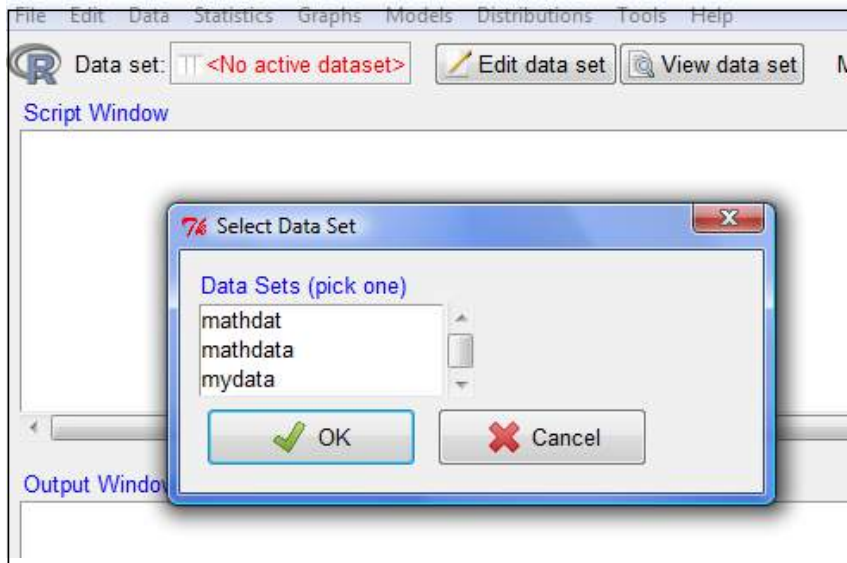 File Edit Data Statistics Graphs Models Distributions Tools Help
R Data set: <No active dataset> Edit data set View data set M
Script Window
7% Select Data Set
Data Sets (pick one)
mathdat
mathdata
mydata
OK Cancel
Output Window